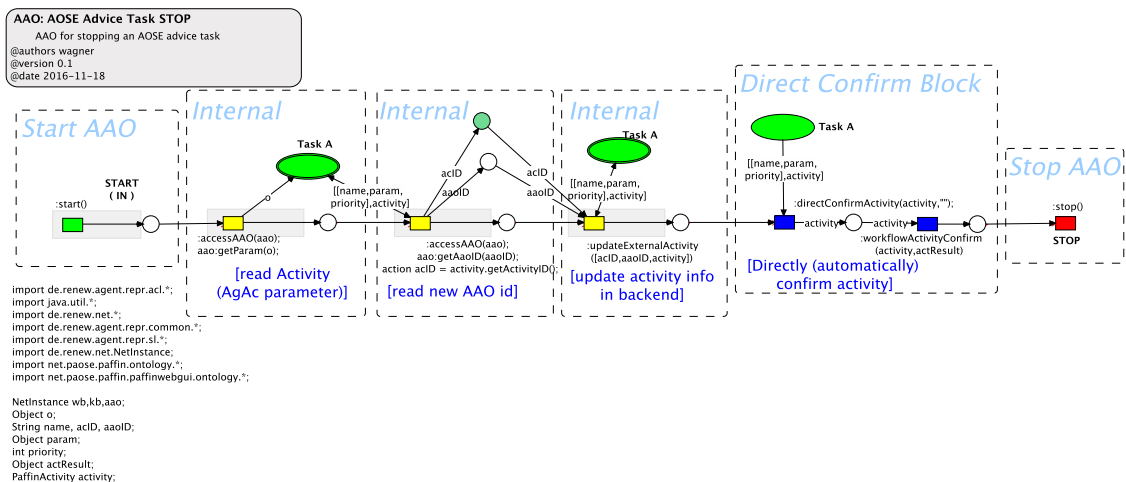 AAO: AOSE Advice Task STOP
AAO for stopping an AOSE advice task
@authors wagner
@version 0.1
@date 2016-11-18
Start AAO
START
( IN )
:start()
Internal
Task A
o
:accessAAO(aao);
aao:getParam(o);
[read Activity
(AgAc parameter)]
Internal
[[name,param,
priority],activity]
acID
aaoID
acID
aaoID
:accessAAO(aao);
aao:getAaoID(aaoID);
action acID = activity.getActivityID();
[read new AAO id]
Internal
Task A
[[name,param,
priority],activity]
:updateExternalActivity
([acID,aaoID,activity])
[update activity info
in backend]
Direct Confirm Block
Task A
[[name,param,
priority],activity]
:directConfirmActivity(activity,"");
activity
activity
:workflowActivityConfirm
(activity,actResult)
[Directly (automatically)
confirm activity]
Stop AAO
:stop()
STOP
import de.renew.agent.repr.acl.*;
import java.util.*;
import de.renew.net.*;
import de.renew.agent.repr.common.*;
import de.renew.agent.repr.sl.*;
import de.renew.net.NetInstance;
import net.paose.paffin.ontology.*;
import net.paose.paffin.paffinwebgui.ontology.*;
NetInstance wb,kb,aao;
Object o;
String name, acID, aaoID;
Object param;
int priority;
Object actResult;
PaffinActivity activity;